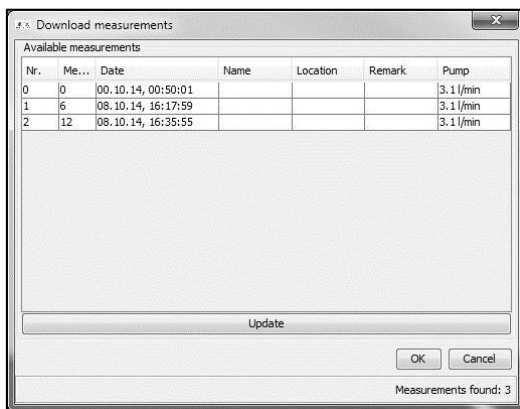 Download measurements
Available measurements
Nr. Me... Date Name Location Remark Pump
0 0 00.10.14, 00:50:01 3.1 l/min
1 6 08.10.14, 16:17:59 3.1 l/min
2 12 08.10.14, 16:35:55 3.1 l/min
Update
OK Cancel
Measurements found: 3